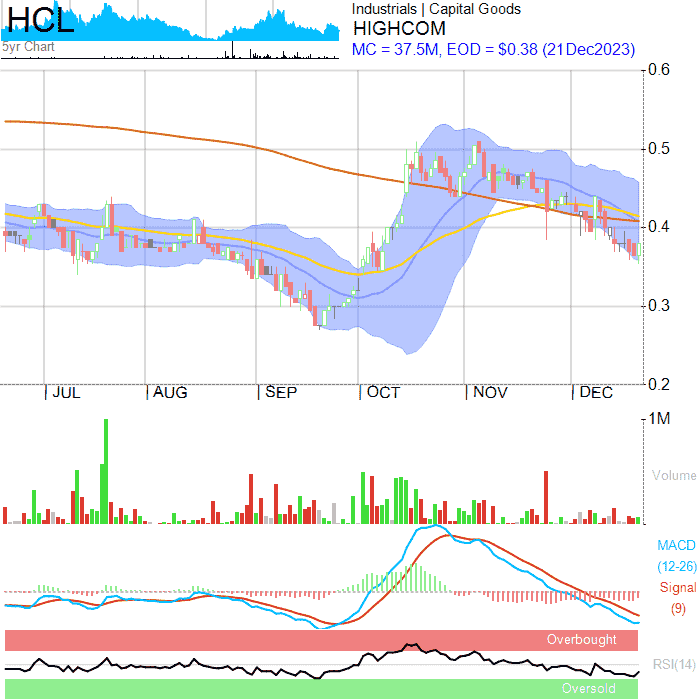 HCL
5yr Chart
Industrials | Capital Goods
HIGHCOM
MC = 37.5M, EOD = $0.38 (21Dec2023)
0.6
0.5
0.4
0.3
0.2
JUL
AUG
SEP
OCT
NOV
DEC
1M
Volume
MACD
(12-26)
Signal
(9)
Overbought
RSI(14)
Oversold